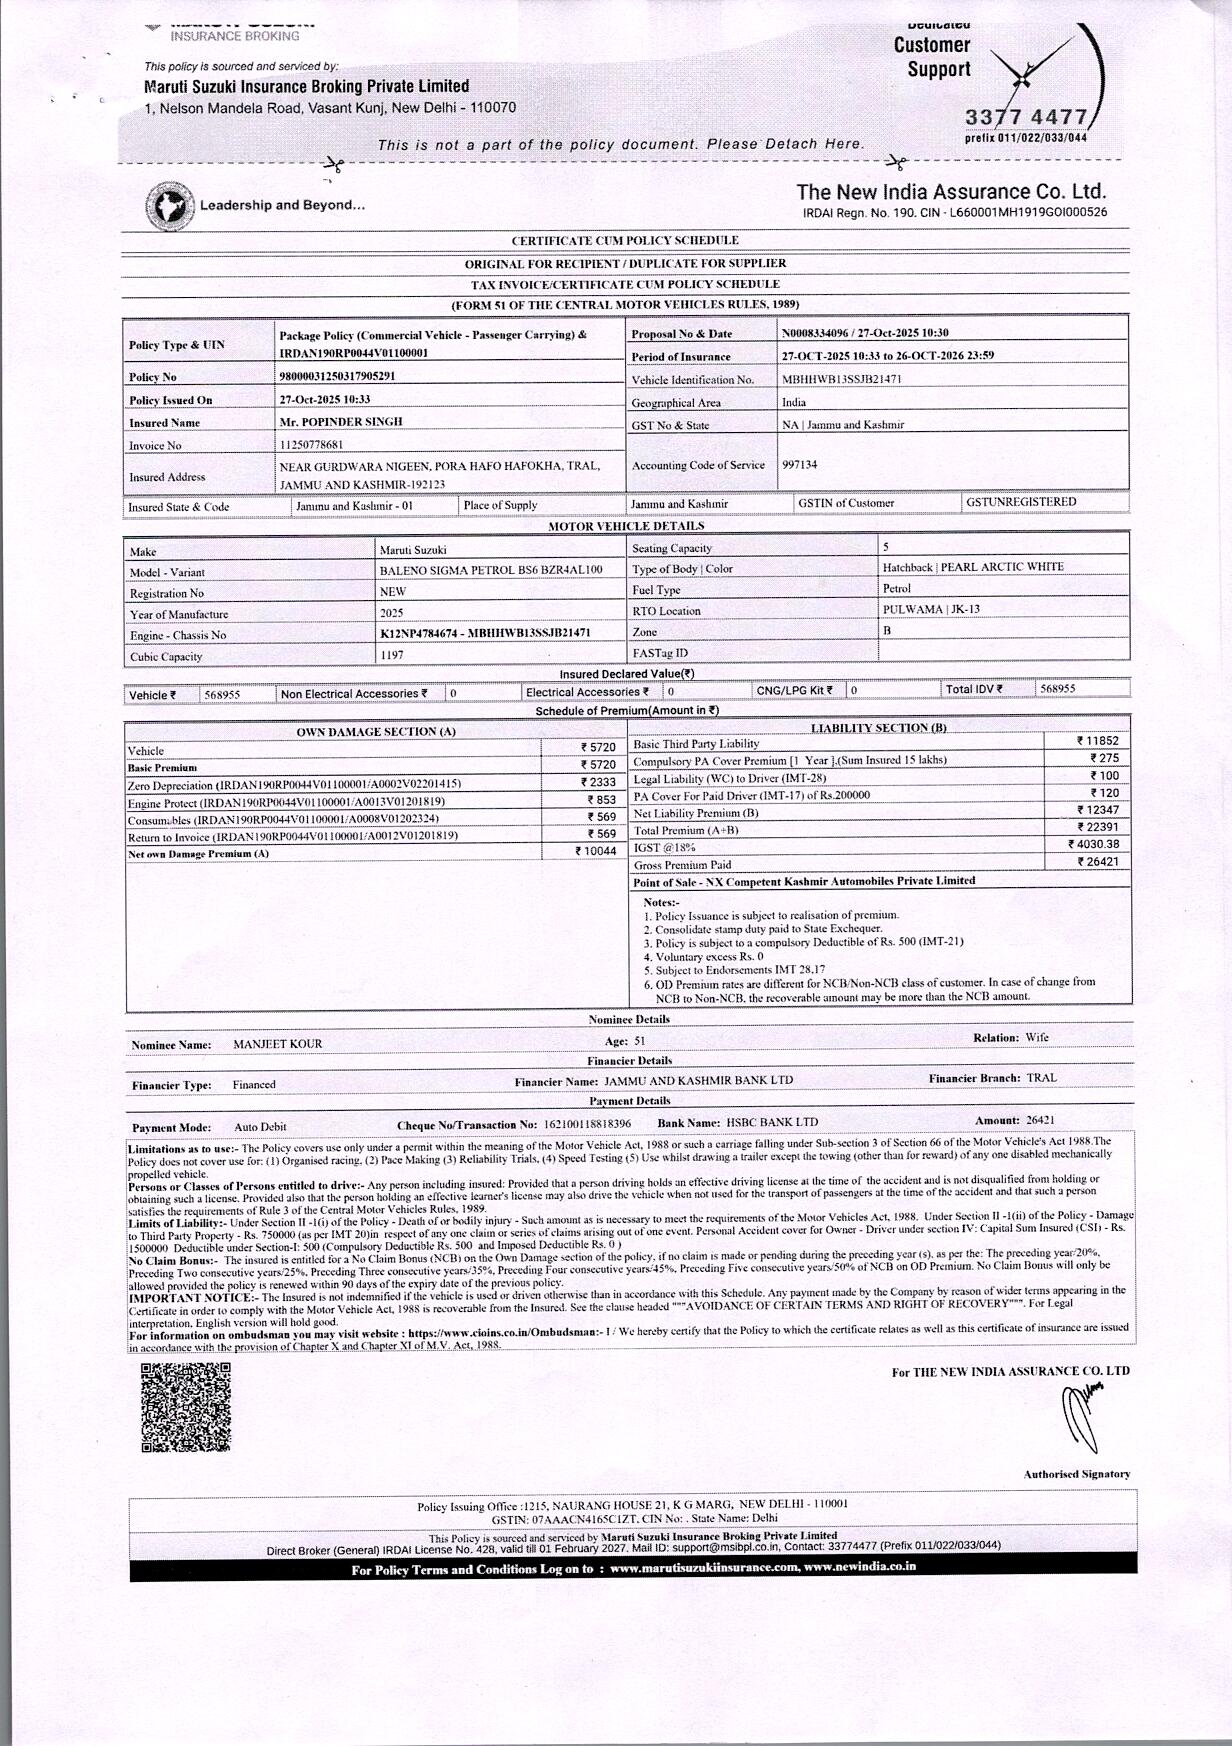 INSURANCE BROKING
This policy is sourced and serviced by:
Maruti Suzuki Insurance Broking Private Limited
1, Nelson Mandela Road, Vasant Kunj, New Delhi - 110070
Dedicated
Customer
Support
3377 4477
prefix 011/022/033/044
This is not a part of the policy document. Please Detach Here.
Leadership and Beyond...
The New India Assurance Co. Ltd.
IRDAI Regn. No. 190. CIN - L660001MH1919GOI000526
CERTIFICATE CUM POLICY SCHEDULE
ORIGINAL FOR RECIPIENT / DUPLICATE FOR SUPPLIER
TAX INVOICE/CERTIFICATE CUM POLICY SCHEDULE
(FORM 51 OF THE CENTRAL MOTOR VEHICLES RULES, 1989)
Policy Type & UIN Package Policy (Commercial Vehicle - Passenger Carrying) &
IRDAN190RP0044V01100001
Policy No 98000031250317905291
Policy Issued On 27-Oct-2025 10:33
Insured Name Mr. POPINDER SINGH
Invoice No 11250778681
Insured Address NEAR GURDWARA NIGEEN, PORA HAFO HAFOKHA, TRAL,
JAMMU AND KASHMIR-192123
Proposal No & Date N0008334096 / 27-Oct-2025 10:30
Period of Insurance 27-OCT-2025 10:33 to 26-OCT-2026 23:59
Vehicle Identification No. MBHHWB13SSJB21471
Geographical Area India
GST No & State NA | Jammu and Kashmir
Accounting Code of Service 997134
Insured State & Code Jammu and Kashmir - 01 Place of Supply Jammu and Kashmir GSTIN of Customer GSTUNREGISTERED
MOTOR VEHICLE DETAILS
Make Maruti Suzuki Seating Capacity 5
Model - Variant BALENO SIGMA PETROL BS6 BZR4AL100 Type of Body | Color Hatchback | PEARL ARCTIC WHITE
Registration No NEW Fuel Type Petrol
Year of Manufacture 2025 RTO Location PULWAMA | JK-13
Engine - Chassis No K12NP4784674 - MBHHWB13SSJB21471 Zone B
Cubic Capacity 1197 FASTag ID
Insured Declared Value(₹)
Vehicle ₹ 568955 Non Electrical Accessories ₹ 0 Electrical Accessories ₹ 0 CNG/LPG Kit ₹ 0 Total IDV ₹ 568955
Schedule of Premium(Amount in ₹)
OWN DAMAGE SECTION (A)
Vehicle ₹ 5720
Basic Premium ₹ 5720
Zero Depreciation (IRDAN190RP0044V01100001/A0002V02201415) ₹ 2333
Engine Protect (IRDAN190RP0044V01100001/A0013V01201819) ₹ 853
Consumables (IRDAN190RP0044V01100001/A0008V01202324) ₹ 569
Return to Invoice (IRDAN190RP0044V01100001/A0012V01201819) ₹ 569
Net own Damage Premium (A) ₹ 10044
LIABILITY SECTION (B)
Basic Third Party Liability ₹ 11852
Compulsory PA Cover Premium [1 Year ],(Sum Insured 15 lakhs) ₹ 275
Legal Liability (WC) to Driver (IMT-28) ₹ 100
PA Cover For Paid Driver (IMT-17) of Rs.200000 ₹ 120
Net Liability Premium (B) ₹ 12347
Total Premium (A+B) ₹ 22391
IGST @18% ₹ 4030.38
Gross Premium Paid ₹ 26421
Point of Sale - NX Competent Kashmir Automobiles Private Limited
Notes:-
1. Policy Issuance is subject to realisation of premium.
2. Consolidate stamp duty paid to State Exchequer.
3. Policy is subject to a compulsory Deductible of Rs. 500 (IMT-21)
4. Voluntary excess Rs. 0
5. Subject to Endorsements IMT 28,17
6. OD Premium rates are different for NCB/Non-NCB class of customer. In case of change from
NCB to Non-NCB, the recoverable amount may be more than the NCB amount.
Nominee Details
Nominee Name: MANJEET KOUR Age: 51 Relation: Wife
Financier Details
Financier Type: Financed Financier Name: JAMMU AND KASHMIR BANK LTD Financier Branch: TRAL
Payment Details
Payment Mode: Auto Debit Cheque No/Transaction No: 162100118818396 Bank Name: HSBC BANK LTD Amount: 26421
Limitations as to use:- The Policy covers use only under a permit within the meaning of the Motor Vehicle Act, 1988 or such a carriage falling under Sub-section 3 of Section 66 of the Motor Vehicle's Act 1988.The
Policy does not cover use for: (1) Organised racing, (2) Pace Making (3) Reliability Trials, (4) Speed Testing (5) Use whilst drawing a trailer except the towing (other than for reward) of any one disabled mechanically
propelled vehicle.
Persons or Classes of Persons entitled to drive:- Any person including insured: Provided that a person driving holds an effective driving license at the time of the accident and is not disqualified from holding or
obtaining such a license. Provided also that the person holding an effective learner's license may also drive the vehicle when not used for the transport of passengers at the time of the accident and that such a person
satisfies the requirements of Rule 3 of the Central Motor Vehicles Rules, 1989.
Limits of Liability:- Under Section II -1(i) of the Policy - Death of or bodily injury - Such amount as is necessary to meet the requirements of the Motor Vehicles Act, 1988. Under Section II -1(ii) of the Policy - Damage
to Third Party Property - Rs. 750000 (as per IMT 20)in respect of any one claim or series of claims arising out of one event. Personal Accident cover for Owner - Driver under section IV: Capital Sum Insured (CSI) - Rs.
1500000 Deductible under Section-I: 500 (Compulsory Deductible Rs. 500 and Imposed Deductible Rs. 0 )
No Claim Bonus:- The insured is entitled for a No Claim Bonus (NCB) on the Own Damage section of the policy, if no claim is made or pending during the preceding year (s), as per the: The preceding year/20%,
Preceding Two consecutive years/25%, Preceding Three consecutive years/35%, Preceding Four consecutive years/45%, Preceding Five consecutive years/50% of NCB on OD Premium. No Claim Bonus will only be
allowed provided the policy is renewed within 90 days of the expiry date of the previous policy.
IMPORTANT NOTICE:- The Insured is not indemnified if the vehicle is used or driven otherwise than in accordance with this Schedule. Any payment made by the Company by reason of wider terms appearing in the
Certificate in order to comply with the Motor Vehicle Act, 1988 is recoverable from the Insured. See the clause headed """AVOIDANCE OF CERTAIN TERMS AND RIGHT OF RECOVERY""". For Legal
interpretation, English version will hold good.
For information on ombudsman you may visit website : https://www.cioins.co.in/Ombudsman:- I / We hereby certify that the Policy to which the certificate relates as well as this certificate of insurance are issued
in accordance with the provision of Chapter X and Chapter XI of M.V. Act, 1988.
For THE NEW INDIA ASSURANCE CO. LTD
Authorised Signatory
Policy Issuing Office :1215, NAURANG HOUSE 21, K G MARG, NEW DELHI - 110001
GSTIN: 07AAACN4165C1ZT. CIN No: . State Name: Delhi
This Policy is sourced and serviced by Maruti Suzuki Insurance Broking Private Limited
Direct Broker (General) IRDAI License No. 428, valid till 01 February 2027. Mail ID: support@msibpl.co.in, Contact: 33774477 (Prefix 011/022/033/044)
For Policy Terms and Conditions Log on to : www.marutisuzukiinsurance.com, www.newindia.co.in